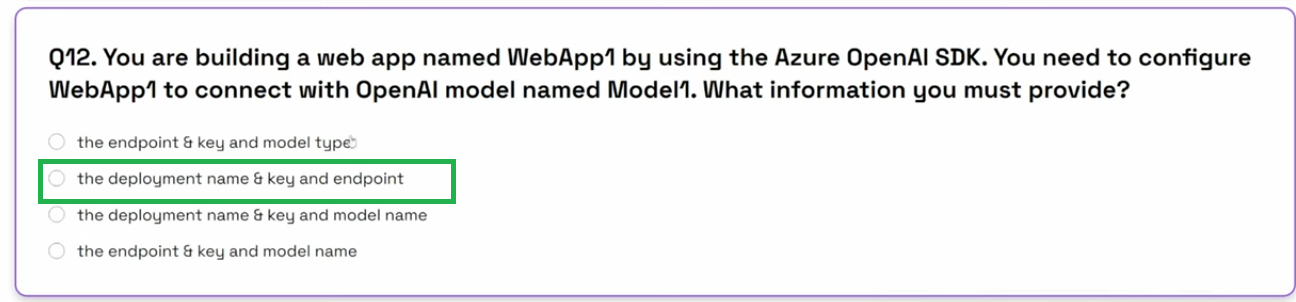 Q12. You are building a web app named WebApp1 by using the Azure OpenAI SDK. You need to configure
WebApp1 to connect with OpenAI model named Model1. What information you must provide?
the endpoint & key and model type
the deployment name & key and endpoint
the deployment name & key and model name
the endpoint & key and model name